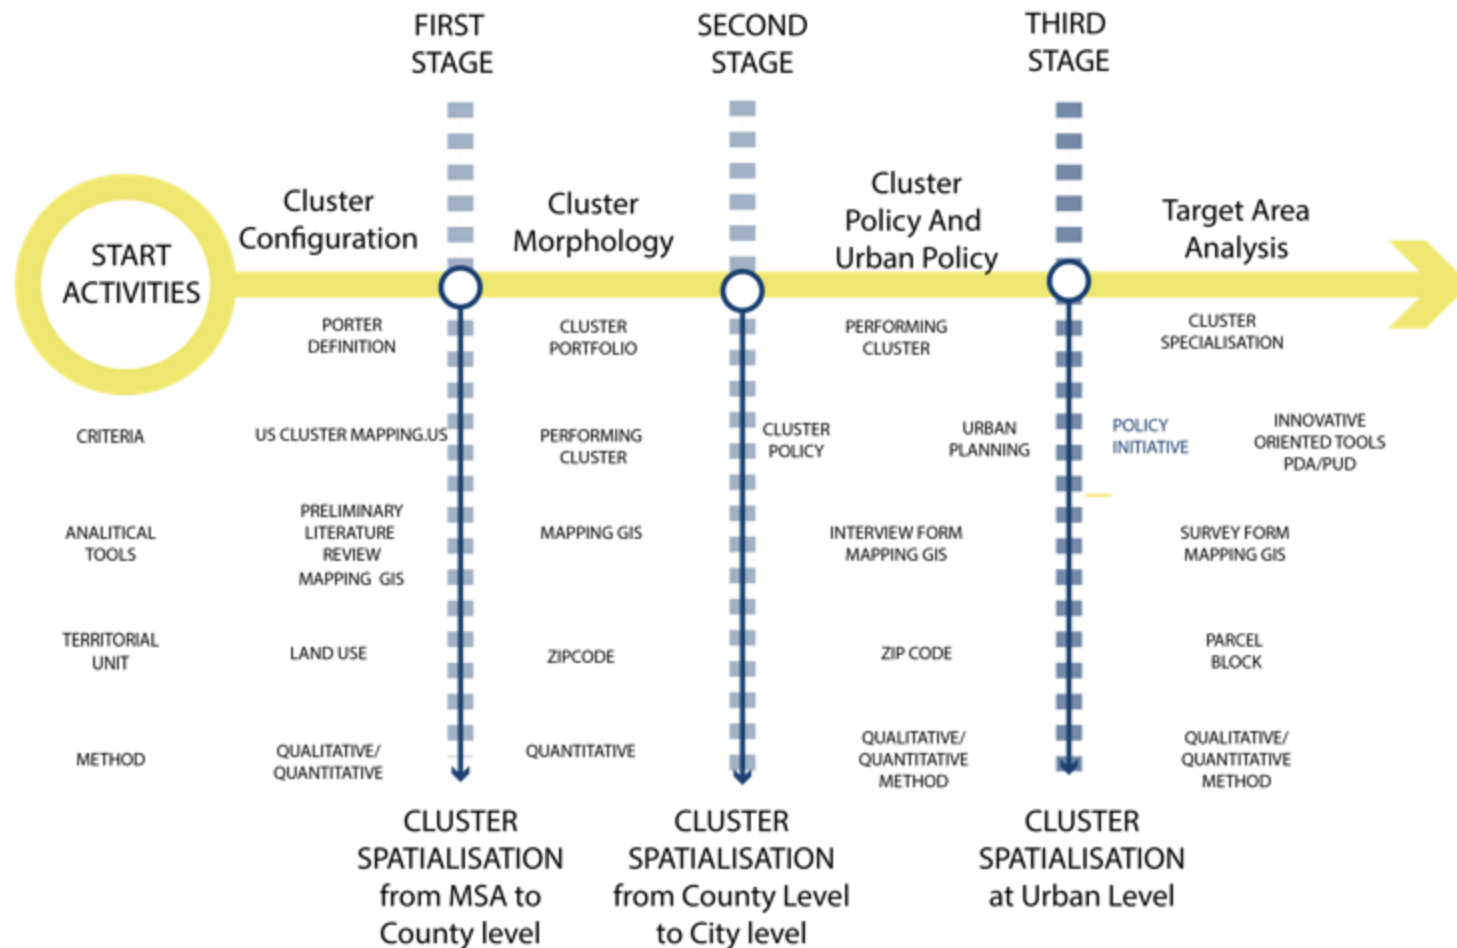 FIRST
STAGE
SECOND
STAGE
THIRD
STAGE
START
ACTIVITIES
Cluster
Configuration
Cluster
Morphology
Cluster
Policy And
Urban Policy
Target Area
Analysis
PORTER
DEFINITION
CLUSTER
PORTFOLIO
PERFORMING
CLUSTER
CLUSTER
SPECIALISATION
CRITERIA
US CLUSTER MAPPING.US
PERFORMING
CLUSTER
CLUSTER
POLICY
URBAN
PLANNING
POLICY
INITIATIVE
INNOVATIVE
ORIENTED TOOLS
PDA/PUD
ANALITICAL
TOOLS
PRELIMINARY
LITERATURE
REVIEW
MAPPING GIS
MAPPING GIS
INTERVIEW FORM
MAPPING GIS
SURVEY FORM
MAPPING GIS
TERRITORIAL
UNIT
LAND USE
ZIPCODE
ZIP CODE
PARCEL
BLOCK
METHOD
QUALITATIVE/
QUANTITATIVE
QUANTITATIVE
QUALITATIVE/
QUANTITATIVE
METHOD
QUALITATIVE/
QUANTITATIVE
METHOD
CLUSTER
SPATIALISATION
from MSA to
County level
CLUSTER
SPATIALISATION
from County Level
to City level
CLUSTER
SPATIALISATION
at Urban Level